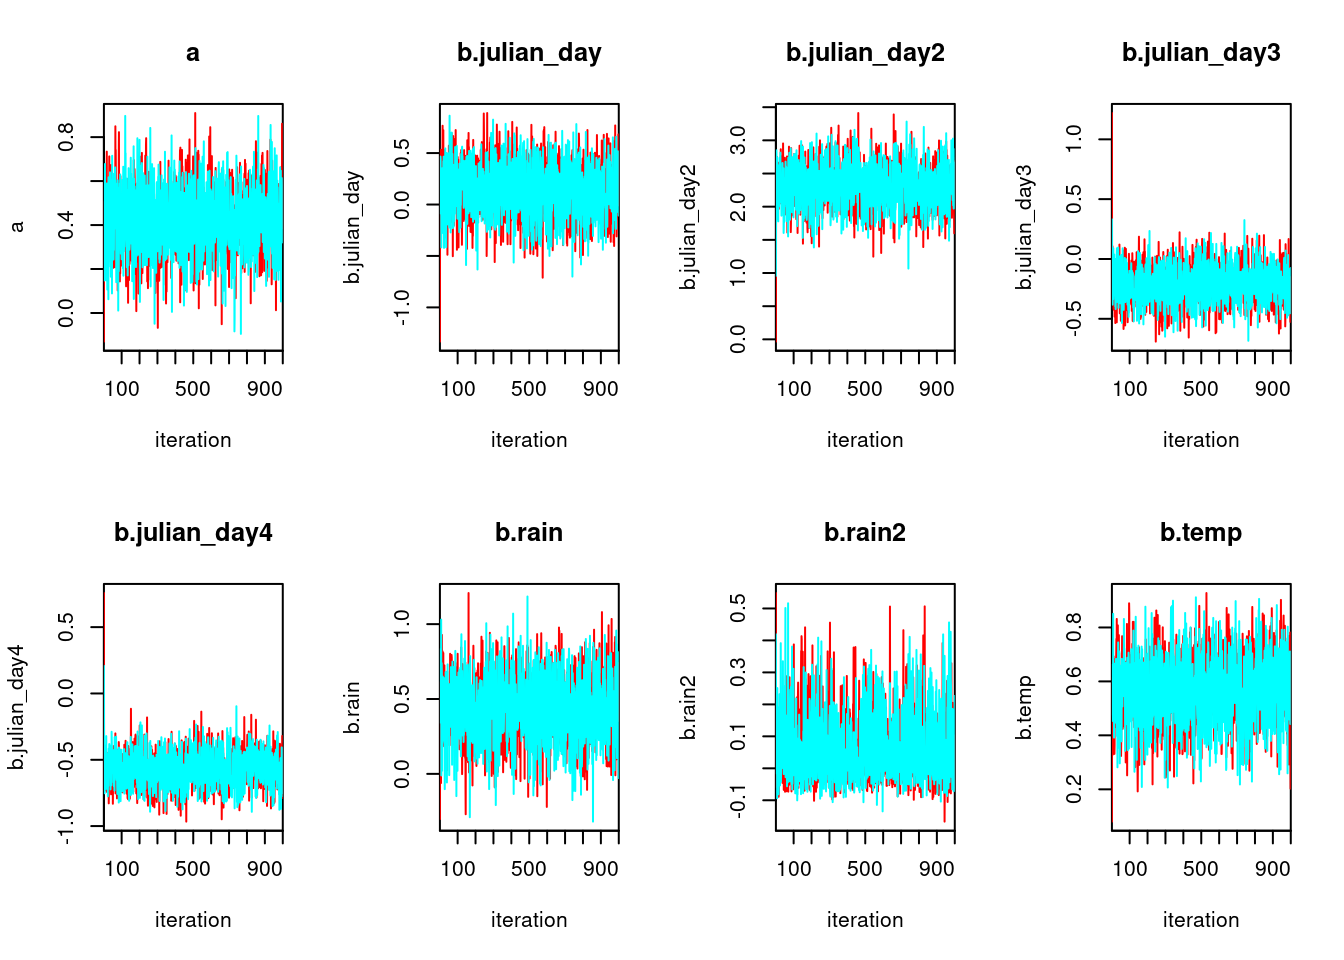 a
b.julian_day
b.julian_day2
b.julian_day3
a
0.0 0.4 0.8
100 500 900
iteration
b.julian_day
-1.0 0.0 0.5
100 500 900
iteration
b.julian_day2
0.0 1.0 2.0 3.0
100 500 900
iteration
b.julian_day3
-0.5 0.0 0.5 1.0
100 500 900
iteration
b.julian_day4
b.rain
b.rain2
b.temp
b.julian_day4
-1.0 -0.5 0.0 0.5
100 500 900
iteration
b.rain
0.0 0.5 1.0
100 500 900
iteration
b.rain2
-0.1 0.1 0.3 0.5
100 500 900
iteration
b.temp
0.2 0.4 0.6 0.8
100 500 900
iteration